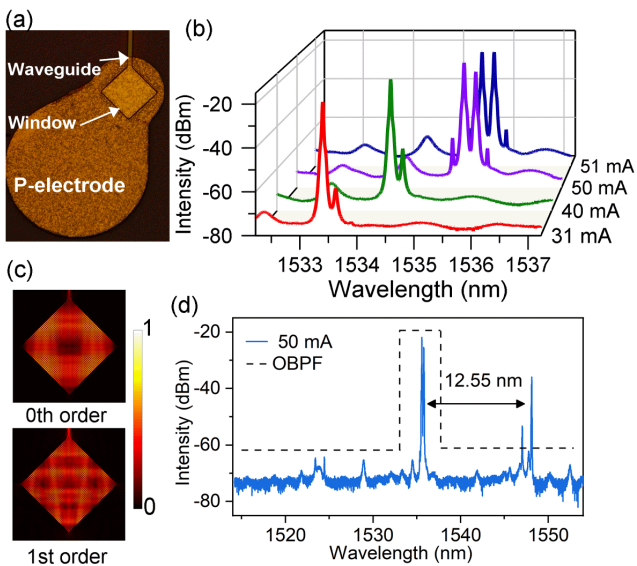 (a)
Waveguide
Window
P-electrode
(b)
Intensity (dBm)
-20
-40
-60
-80
1533 1534 1535 1536 1537
Wavelength (nm)
51 mA
50 mA
40 mA
31 mA
(c)
0th order
1st order
1
0
(d)
Intensity (dBm)
-20
-40
-60
-80
50 mA
OBPF
12.55 nm
1520 1530 1540 1550
Wavelength (nm)